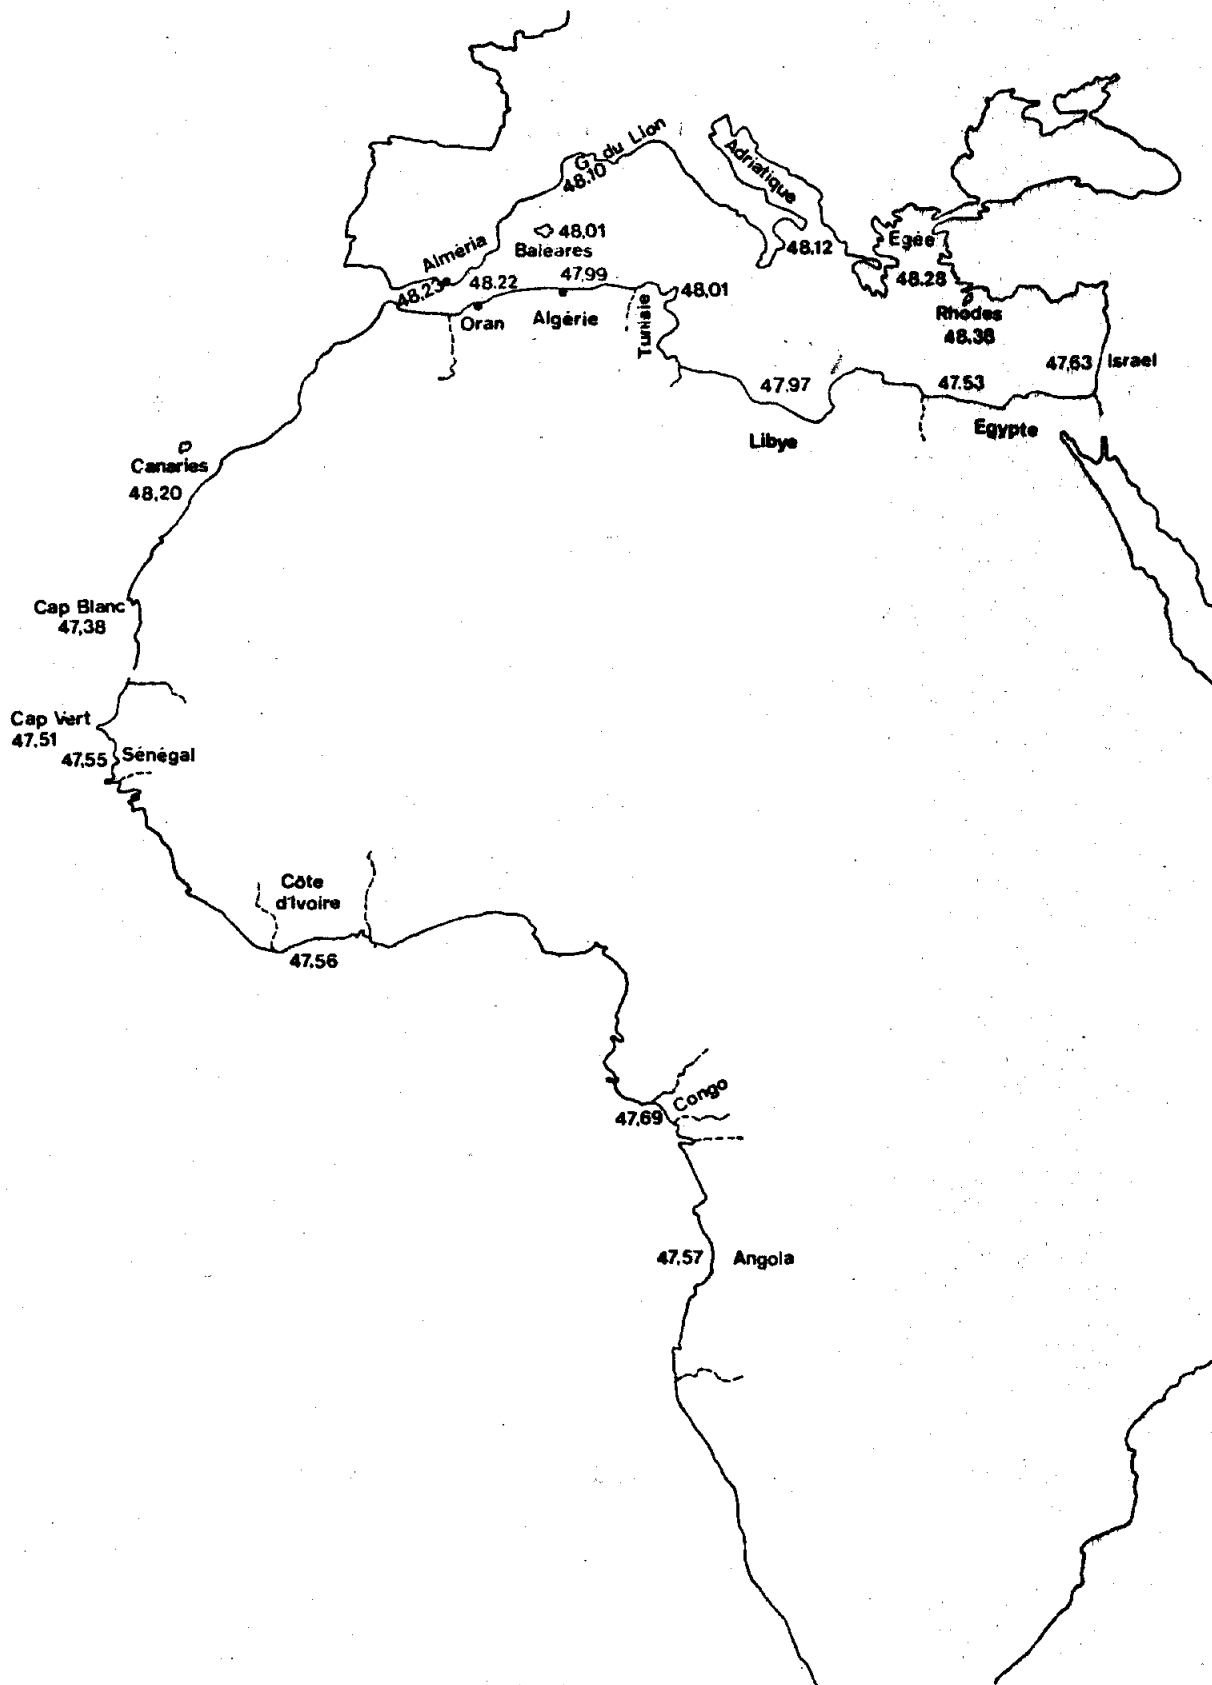 G. du Lion
48.10
Adriatique
48.01
Baléares
Alméria
48.23
48.22
47.99
48.01
48.12
Egée
48.28
Oran
Algérie
Tunisie
Rhodes
48.38
47.97
Libye
47.53
Egypte
47.63
Israel
Canaries
48.20
Cap Blanc
47.38
Cap Vert
47.51
47.55
Sénégal
Côte
d'Ivoire
47.56
47.69
Congo
47.57
Angola